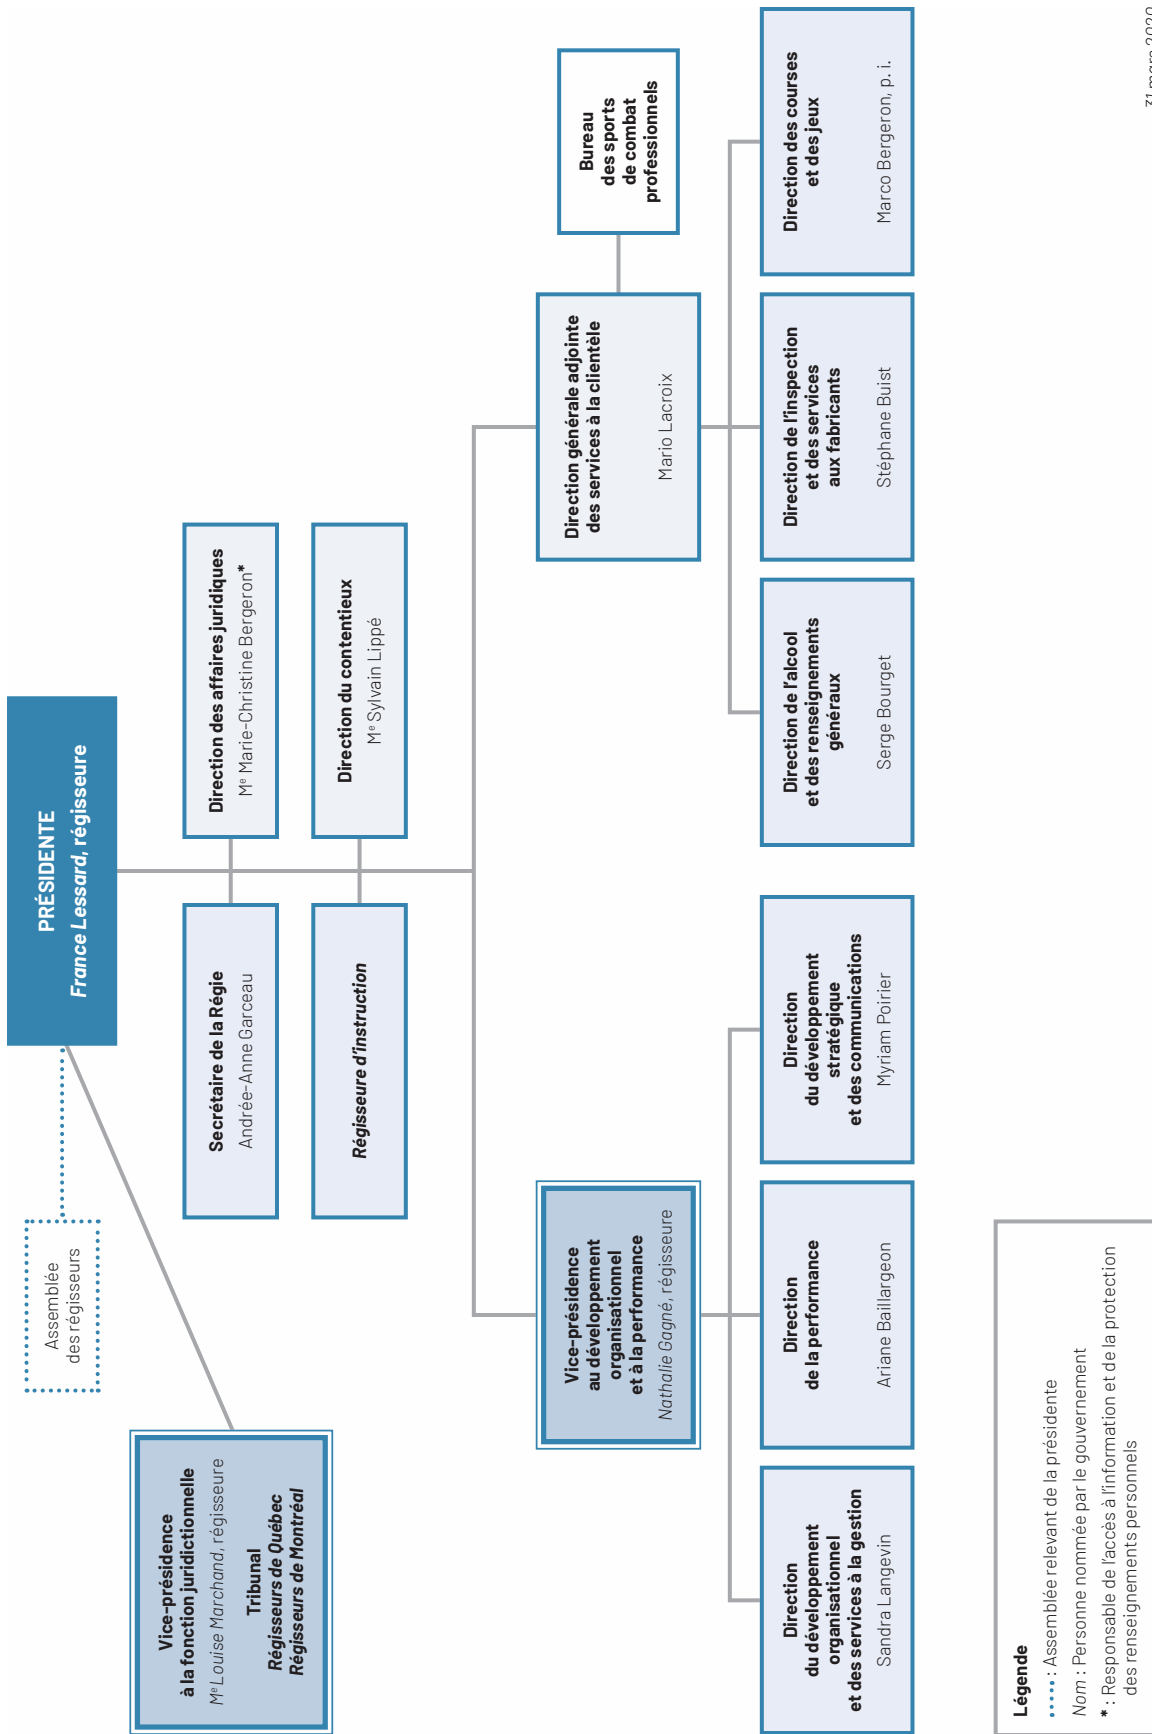 PRÉSIDENTE
France Lessard, régisseure
Assemblée
des régisseurs
Vice-présidence
à la fonction juridictionnelle
Mᵉ Louise Marchand, régisseure
Tribunal
Régisseurs de Québec
Régisseurs de Montréal
Secrétaire de la Régie
Andrée-Anne Garceau
Direction des affaires juridiques
Mᵉ Marie-Christine Bergeron*
Régisseure d'instruction
Direction du contentieux
Mᵉ Sylvain Lippé
Vice-présidence
au développement
organisationnel
et à la performance
Nathalie Gagné, régisseure
Direction générale adjointe
des services à la clientèle
Mario Lacroix
Bureau
des sports
de combat
professionnels
Direction
du développement
organisationnel
et des services à la gestion
Sandra Langevin
Direction
de la performance
Ariane Baillargeon
Direction
du développement
stratégique
et des communications
Myriam Poirier
Direction de l'alcool
et des renseignements
généraux
Serge Bourget
Direction de l'inspection
et des services
aux fabricants
Stéphane Buist
Direction des courses
et des jeux
Marco Bergeron, p. i.
Légende
: Assemblée relevant de la présidente
Nom : Personne nommée par le gouvernement
* : Responsable de l'accès à l'information et de la protection
des renseignements personnels
31 mars 2020